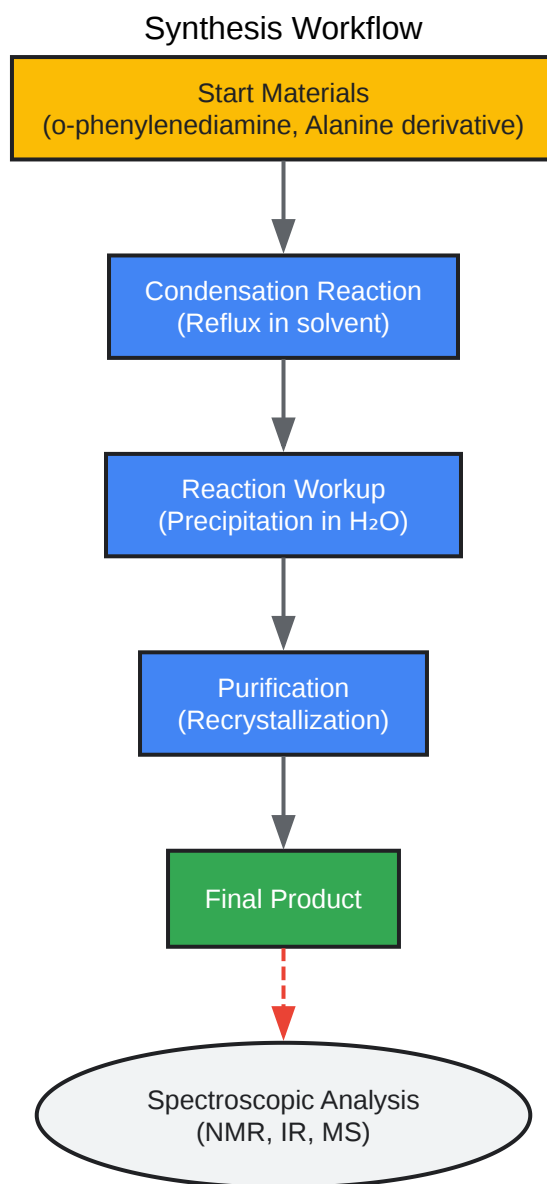 Synthesis Workflow
Start Materials
(o-phenylenediamine, Alanine derivative)
Condensation Reaction
(Reflux in solvent)
Reaction Workup
(Precipitation in H₂O)
Purification
(Recrystallization)
Final Product
Spectroscopic Analysis
(NMR, IR, MS)